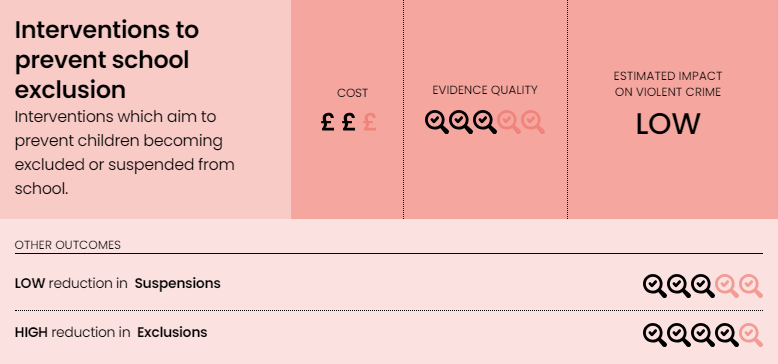 Interventions to
prevent school
exclusion
Interventions which aim to
prevent children becoming
excluded or suspended from
school.
COST
£ £ £
EVIDENCE QUALITY
ESTIMATED IMPACT
ON VIOLENT CRIME
LOW
OTHER OUTCOMES
LOW reduction in Suspensions
HIGH reduction in Exclusions